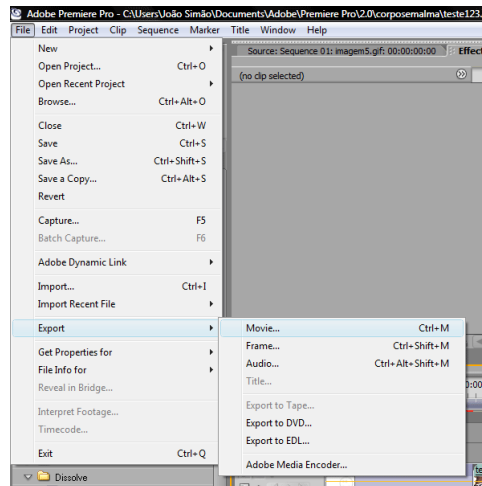 Adobe Premiere Pro - C:\Users\João Simão\Documents\Adobe\Premiere Pro\2.0\corposemalma\teste123.
File Edit Project Clip Sequence Marker Title Window Help
Source: Sequence 01: imagem5.gif: 00:00:00:00 Effec
(no clip selected)
New
Open Project... Ctrl+O
Open Recent Project
Browse... Ctrl+Alt+O
Close Ctrl+W
Save Ctrl+S
Save As... Ctrl+Shift+S
Save a Copy... Ctrl+Alt+S
Revert
Capture... F5
Batch Capture... F6
Adobe Dynamic Link
Import... Ctrl+I
Import Recent File
Export
Get Properties for
File Info for
Reveal in Bridge...
Interpret Footage...
Timecode...
Exit Ctrl+Q
Movie... Ctrl+M
Frame... Ctrl+Shift+M
Audio... Ctrl+Alt+Shift+M
Title...
Export to Tape...
Export to DVD...
Export to EDL...
Adobe Media Encoder...
Dissolve